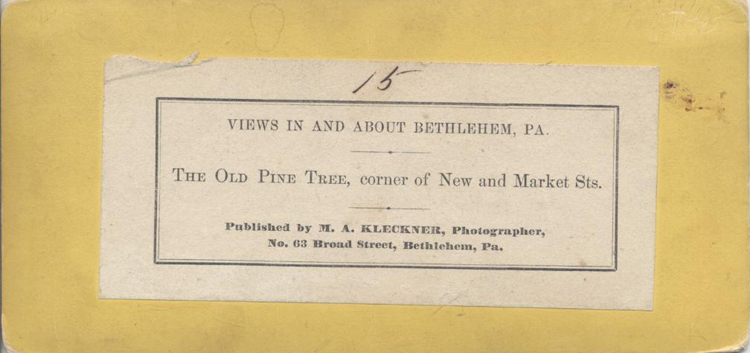 15
VIEWS IN AND ABOUT BETHLEHEM, PA.
THE OLD PINE TREE, corner of New and Market Sts.
Published by M. A. KLECKNER, Photographer,
No. 63 Broad Street, Bethlehem, Pa.